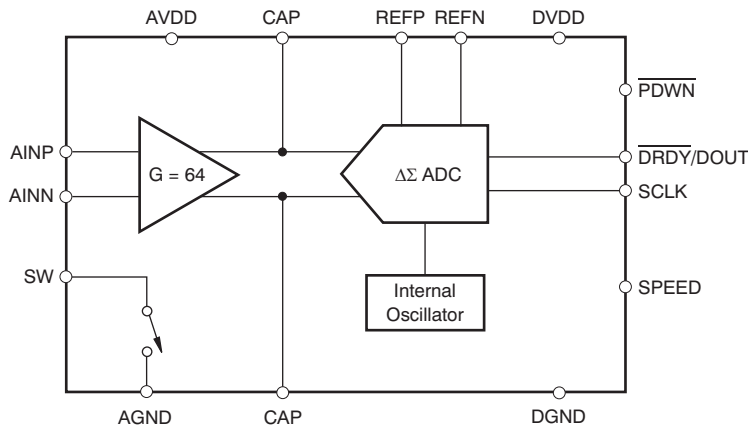 AVDD CAP REFP REFN DVDD
PDWN
AINP
G = 64
ΔΣ ADC
DRDY/DOUT
AINN
SCLK
SW
Internal
Oscillator
SPEED
AGND CAP DGND